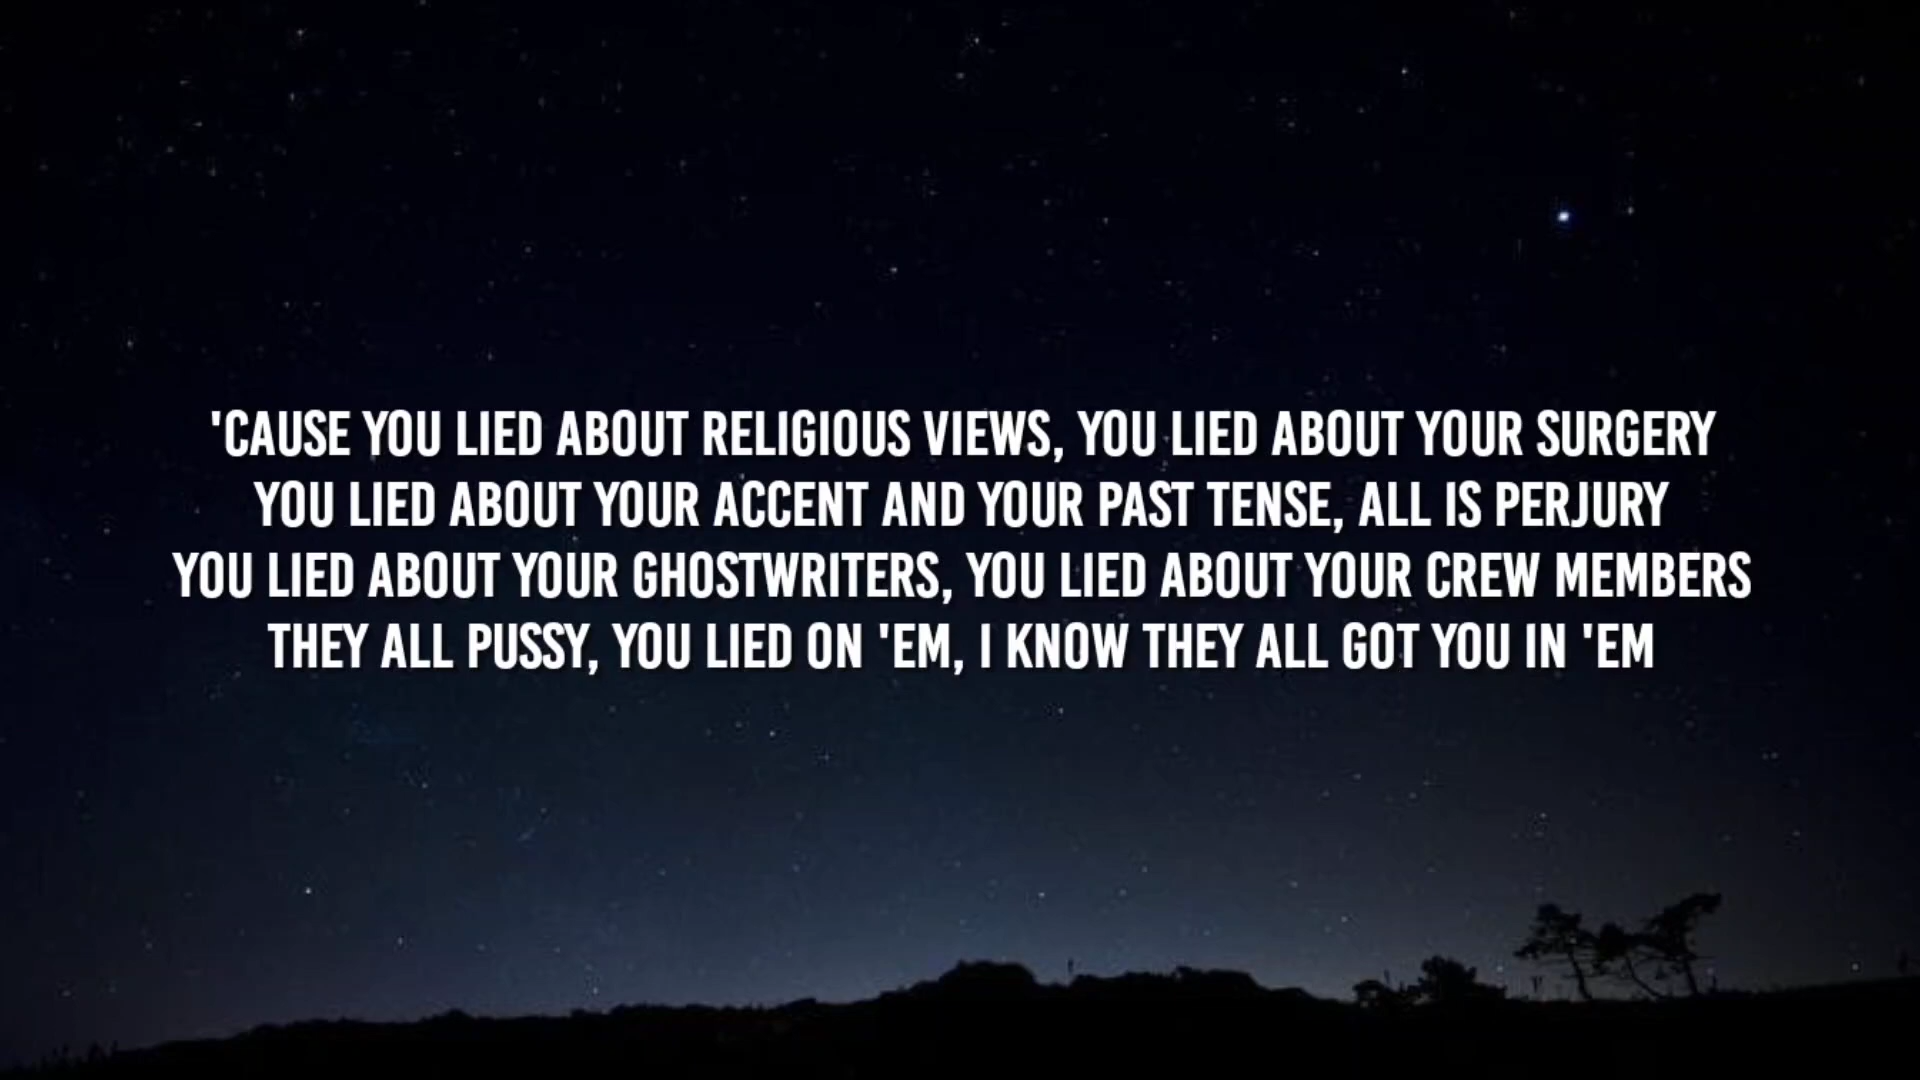 'CAUSE YOU LIED ABOUT RELIGIOUS VIEWS, YOU LIED ABOUT YOUR SURGERY
YOU LIED ABOUT YOUR ACCENT AND YOUR PAST TENSE, ALL IS PERJURY
YOU LIED ABOUT YOUR GHOSTWRITERS, YOU LIED ABOUT YOUR CREW MEMBERS
THEY ALL PUSSY, YOU LIED ON 'EM, I KNOW THEY ALL GOT YOU IN 'EM